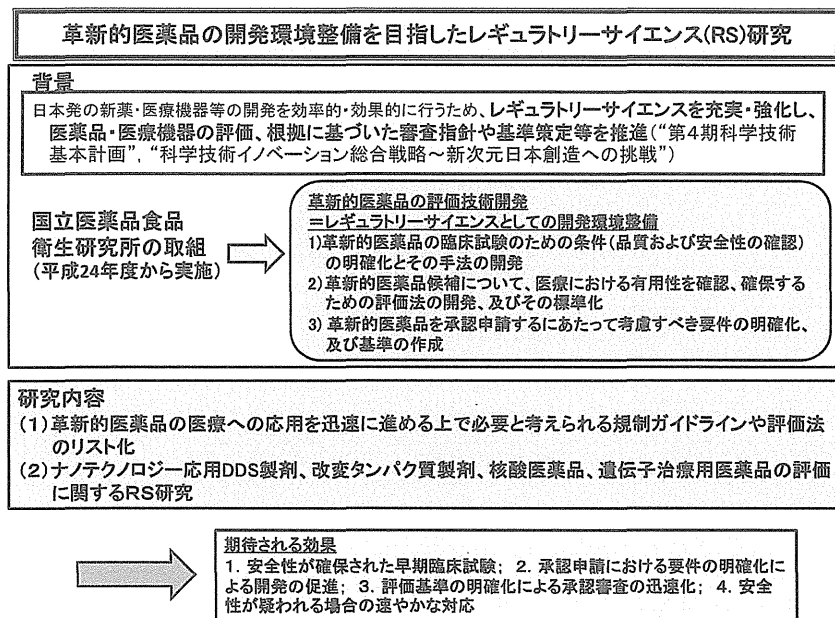 革新的医薬品の開発環境整備を目指したレギュラトリーサイエンス(RS)研究
背景
日本発の新薬・医療機器等の開発を効率的・効果的に行うため、レギュラトリーサイエンスを充実・強化し、
医薬品・医療機器の評価、根拠に基づいた審査指針や基準策定等を推進(“第4期科学技術
基本計画”, “科学技術イノベーション総合戦略～新次元日本創造への挑戦”)
国立医薬品食品
衛生研究所の取組
(平成24年度から実施)
革新的医薬品の評価技術開発
=レギュラトリーサイエンスとしての開発環境整備
1)革新的医薬品の臨床試験のための条件(品質および安全性の確認)
の明確化とその手法の開発
2)革新的医薬品候補について、医療における有用性を確認、確保する
ための評価法の開発、及びその標準化
3) 革新的医薬品を承認申請するにあたって考慮すべき要件の明確化、
及び基準の作成
研究内容
(1)革新的医薬品の医療への応用を迅速に進める上で必要と考えられる規制ガイドラインや評価法
のリスト化
(2)ナノテクノロジー応用DDS製剤、改変タンパク質製剤、核酸医薬品、遺伝子治療用医薬品の評価
に関するRS研究
期待される効果
1. 安全性が確保された早期臨床試験; 2. 承認申請における要件の明確化に
よる開発の促進; 3. 評価基準の明確化による承認審査の迅速化; 4. 安全
性が疑われる場合の速やかな対応